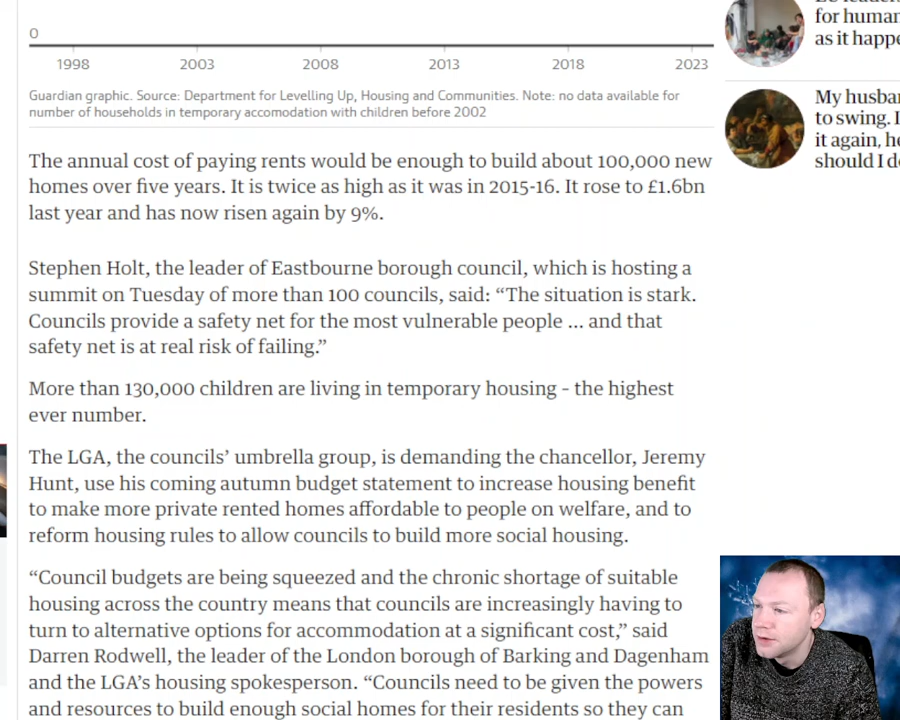 0
1998 2003 2008 2013 2018 2023
Guardian graphic. Source: Department for Levelling Up, Housing and Communities. Note: no data available for
number of households in temporary accomodation with children before 2002
The annual cost of paying rents would be enough to build about 100,000 new
homes over five years. It is twice as high as it was in 2015-16. It rose to £1.6bn
last year and has now risen again by 9%.
Stephen Holt, the leader of Eastbourne borough council, which is hosting a
summit on Tuesday of more than 100 councils, said: “The situation is stark.
Councils provide a safety net for the most vulnerable people ... and that
safety net is at real risk of failing.”
More than 130,000 children are living in temporary housing – the highest
ever number.
The LGA, the councils’ umbrella group, is demanding the chancellor, Jeremy
Hunt, use his coming autumn budget statement to increase housing benefit
to make more private rented homes affordable to people on welfare, and to
reform housing rules to allow councils to build more social housing.
“Council budgets are being squeezed and the chronic shortage of suitable
housing across the country means that councils are increasingly having to
turn to alternative options for accommodation at a significant cost,” said
Darren Rodwell, the leader of the London borough of Barking and Dagenham
and the LGA’s housing spokesperson. “Councils need to be given the powers
and resources to build enough social homes for their residents so they can
for human
as it happe
My husba
to swing. I
it again, h
should I d